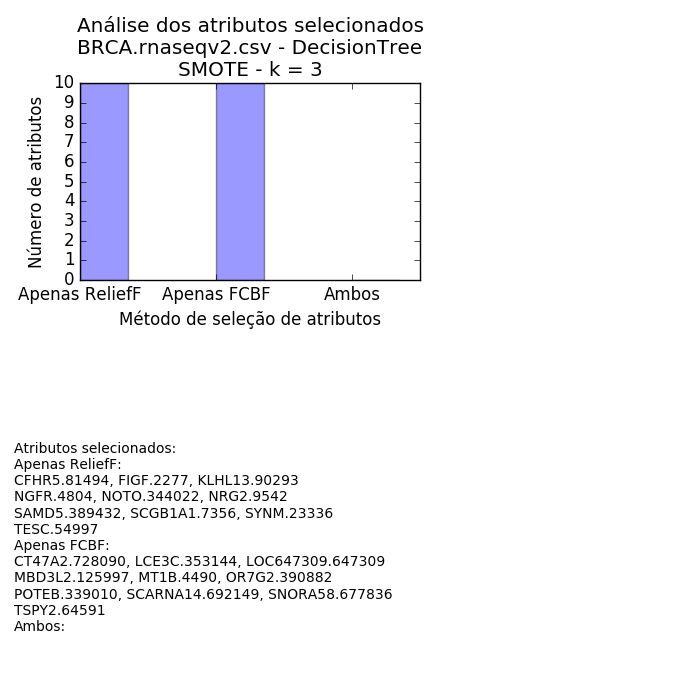 Análise dos atributos selecionados
BRCA.rnaseqv2.csv - DecisionTree
SMOTE - k = 3
10
9
8
7
6
5
4
3
2
1
0
Número de atributos
Apenas ReliefF Apenas FCBF Ambos
Método de seleção de atributos
Atributos selecionados:
Apenas ReliefF:
CFHR5.81494, FIGF.2277, KLHL13.90293
NGFR.4804, NOTO.344022, NRG2.9542
SAMD5.389432, SCGB1A1.7356, SYNM.23336
TESC.54997
Apenas FCBF:
CT47A2.728090, LCE3C.353144, LOC647309.647309
MBD3L2.125997, MT1B.4490, OR7G2.390882
POTEB.339010, SCARNA14.692149, SNORA58.677836
TSPY2.64591
Ambos: